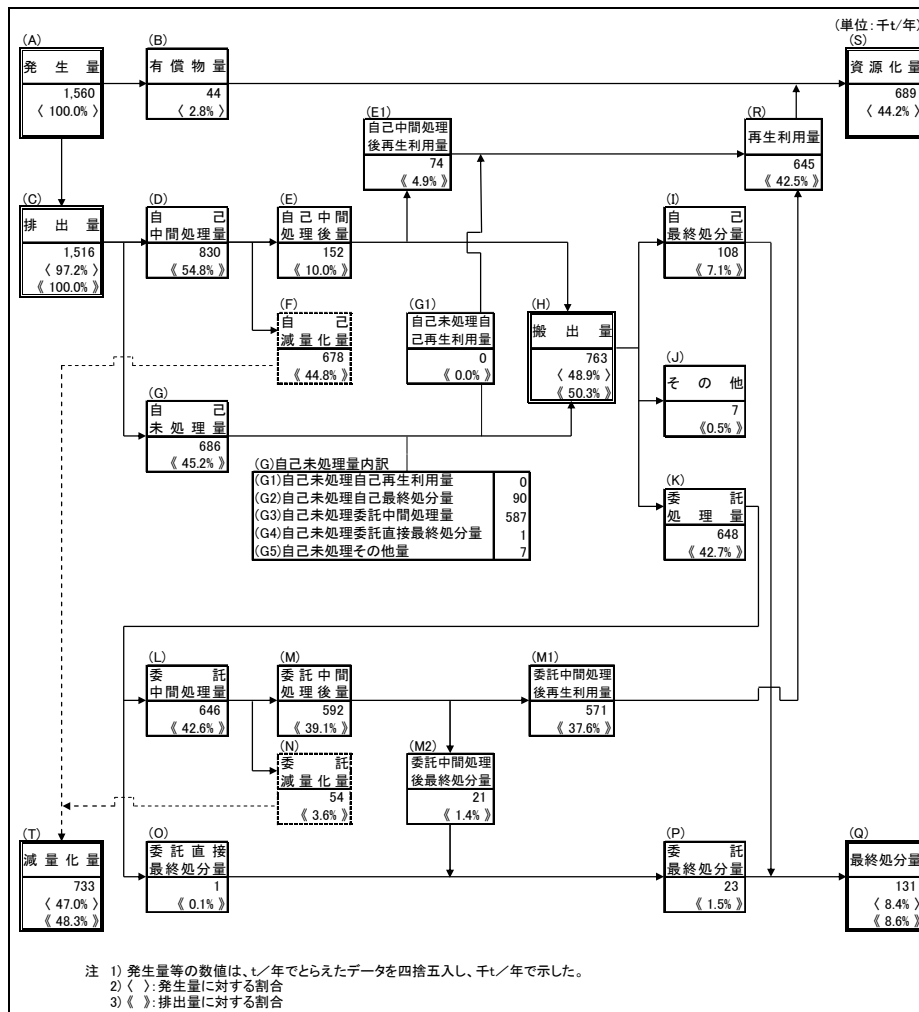 (単位:千t/年)
(A)
発生量
1,560
〈 100.0% 〉
(B)
有償物量
44
〈 2.8% 〉
(S)
資源化量
689
〈 44.2% 〉
(E1)
自己中間処理
後再生利用量
74
《 4.9% 》
(R)
再生利用量
645
《 42.5% 》
(C)
排出量
1,516
〈 97.2% 〉
《 100.0% 》
(D)
自己
中間処理量
830
《 54.8% 》
(E)
自己中間
処理後量
152
《 10.0% 》
(I)
自己
最終処分量
108
《 7.1% 》
(F)
自己
減量化量
678
《 44.8% 》
(G1)
自己未処理自
己再生利用量
0
《 0.0% 》
(H)
搬出量
763
〈 48.9% 〉
《 50.3% 》
(J)
その他
7
《0.5% 》
(G)
自己
未処理量
686
《 45.2% 》
(G)自己未処理量内訳
(G1)自己未処理自己再生利用量 0
(G2)自己未処理自己最終処分量 90
(G3)自己未処理委託中間処理量 587
(G4)自己未処理委託直接最終処分量 1
(G5)自己未処理その他量 7
(K)
委託
処理量
648
《 42.7% 》
(L)
委託
中間処理量
646
《 42.6% 》
(M)
委託中間
処理後量
592
《 39.1% 》
(M1)
委託中間処理
後再生利用量
571
《 37.6% 》
(N)
委託
減量化量
54
《 3.6% 》
(M2)
委託中間処理
後最終処分量
21
《 1.4% 》
(T)
減量化量
733
〈 47.0% 〉
《 48.3% 》
(O)
委託直接
最終処分量
1
《 0.1% 》
(P)
委託
最終処分量
23
《 1.5% 》
(Q)
最終処分量
131
〈 8.4% 〉
《 8.6% 》
注 1) 発生量等の数値は、t/年でとらえたデータを四捨五入し、千t/年で示した。
2) 〈 〉:発生量に対する割合
3) 《 》:排出量に対する割合